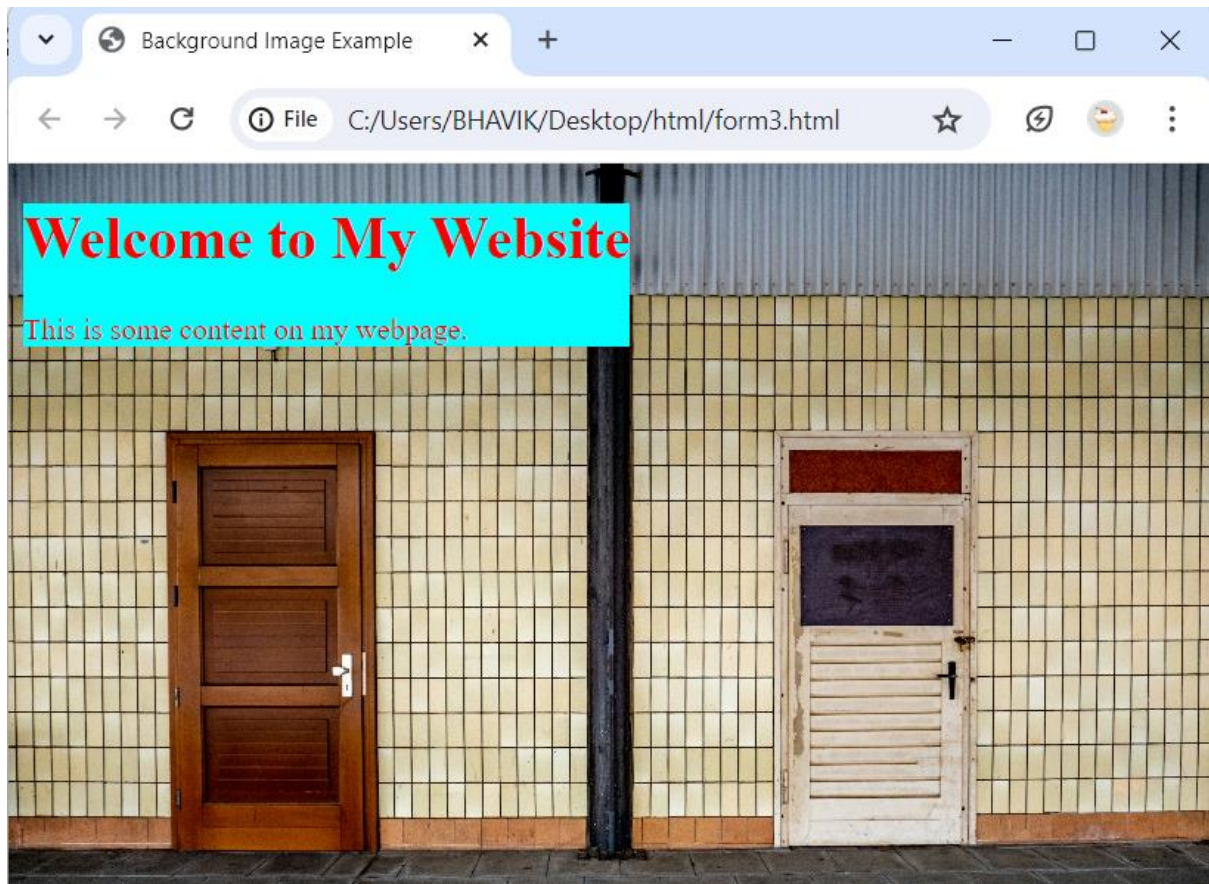 Background Image Example
File C:/Users/BHAVIK/Desktop/html/form3.html
Welcome to My Website
This is some content on my webpage.